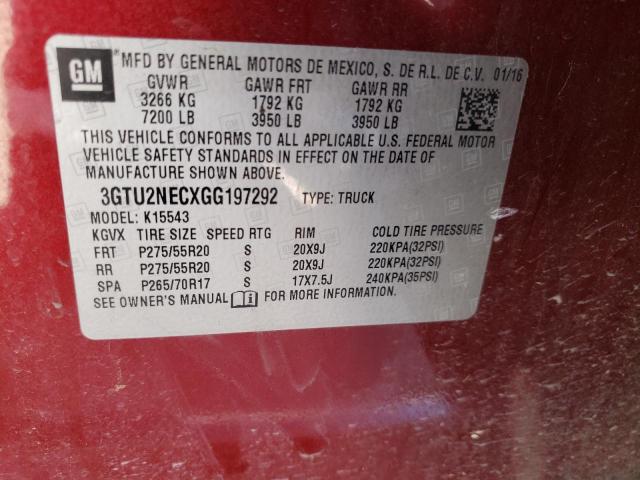 GM
MFD BY GENERAL MOTORS DE MEXICO, S. DE R.L. DE C.V. 01/16
GVWR GAWR FRT GAWR RR
3266 KG 1792 KG 1792 KG
7200 LB 3950 LB 3950 LB
THIS VEHICLE CONFORMS TO ALL APPLICABLE U.S. FEDERAL MOTOR
VEHICLE SAFETY STANDARDS IN EFFECT ON THE DATE OF
MANUFACTURE SHOWN ABOVE.
3GTU2NECXGG197292 TYPE: TRUCK
MODEL: K15543
KGVX TIRE SIZE SPEED RTG RIM COLD TIRE PRESSURE
FRT P275/55R20 S 20X9J 220KPA(32PSI)
RR P275/55R20 S 20X9J 220KPA(32PSI)
SPA P265/70R17 S 17X7.5J 240KPA(35PSI)
SEE OWNER'S MANUAL FOR MORE INFORMATION.